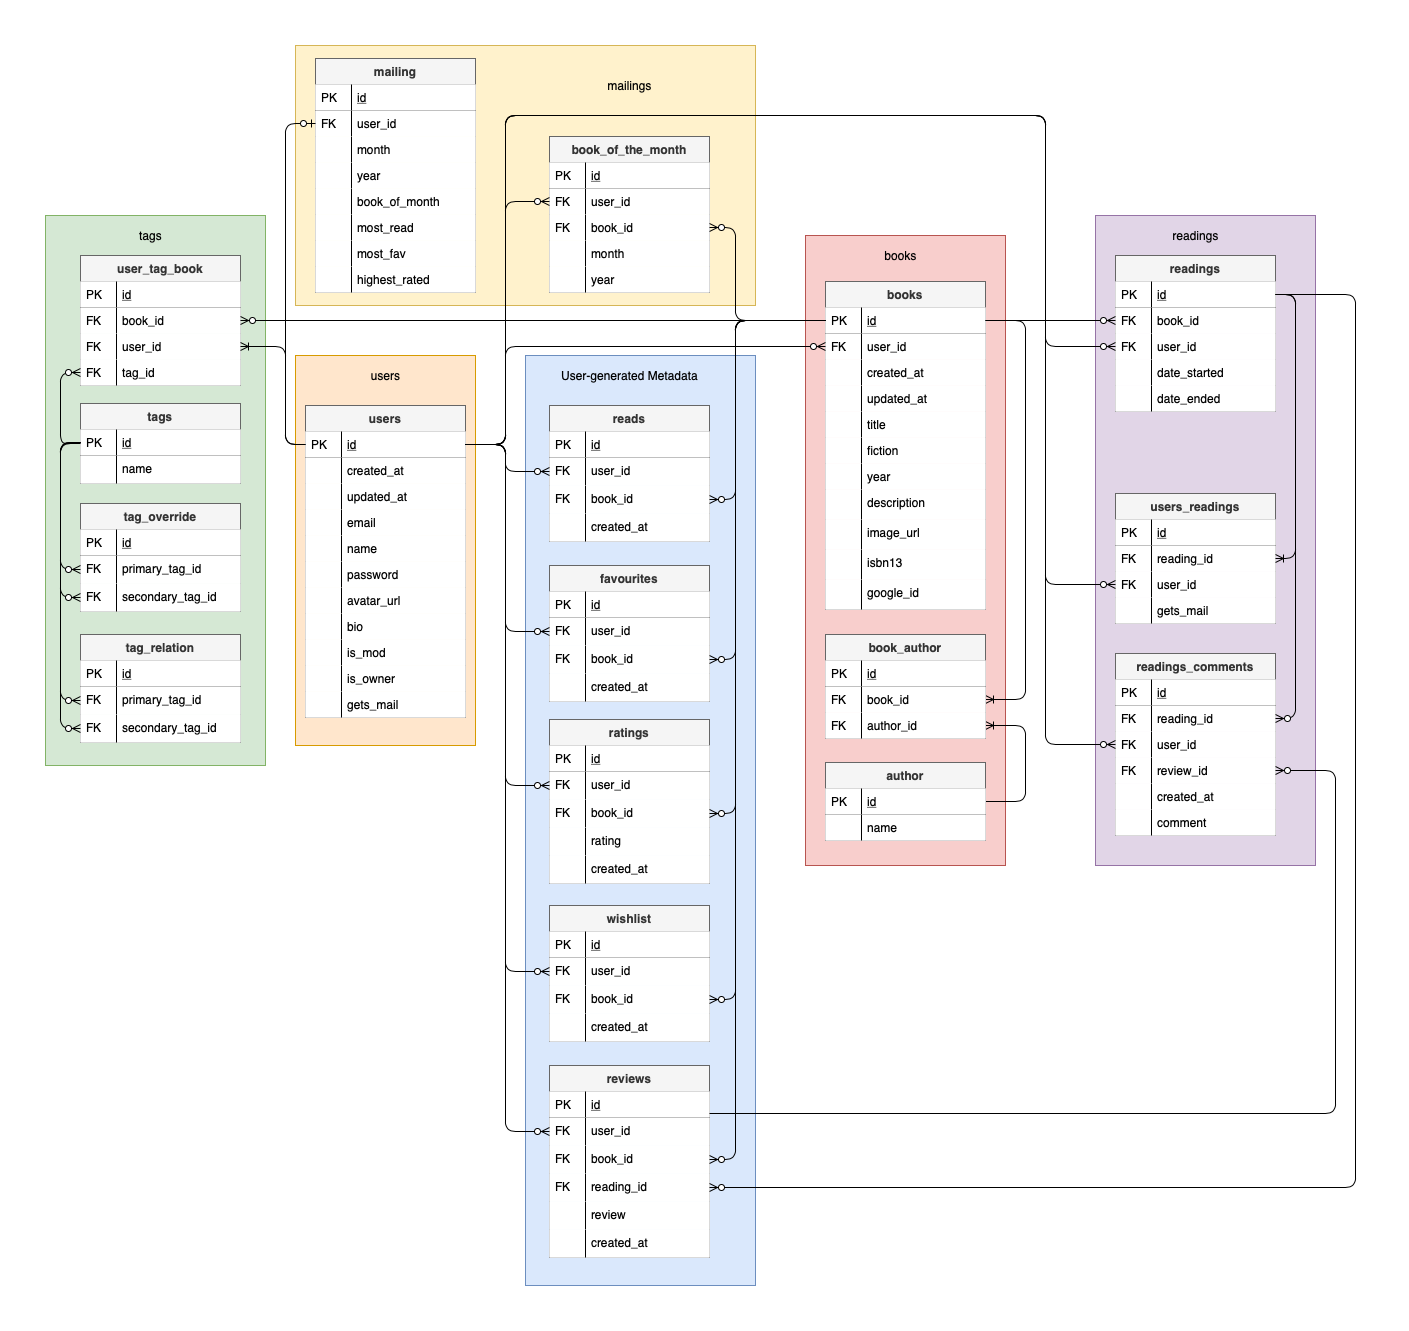 mailings
mailing
PK id
FK user_id
month
year
book_of_month
most_read
most_fav
highest_rated
book_of_the_month
PK id
FK user_id
FK book_id
month
year
tags
user_tag_book
PK id
FK book_id
FK user_id
FK tag_id
tags
PK id
name
tag_override
PK id
FK primary_tag_id
FK secondary_tag_id
tag_relation
PK id
FK primary_tag_id
FK secondary_tag_id
users
users
PK id
created_at
updated_at
email
name
password
avatar_url
bio
is_mod
is_owner
gets_mail
User-generated Metadata
reads
PK id
FK user_id
FK book_id
created_at
favourites
PK id
FK user_id
FK book_id
created_at
ratings
PK id
FK user_id
FK book_id
rating
created_at
wishlist
PK id
FK user_id
FK book_id
created_at
reviews
PK id
FK user_id
FK book_id
FK reading_id
review
created_at
books
books
PK id
FK user_id
created_at
updated_at
title
fiction
year
description
image_url
isbn13
google_id
book_author
PK id
FK book_id
FK author_id
author
PK id
name
readings
readings
PK id
FK book_id
FK user_id
date_started
date_ended
users_readings
PK id
FK reading_id
FK user_id
gets_mail
readings_comments
PK id
FK reading_id
FK user_id
FK review_id
created_at
comment